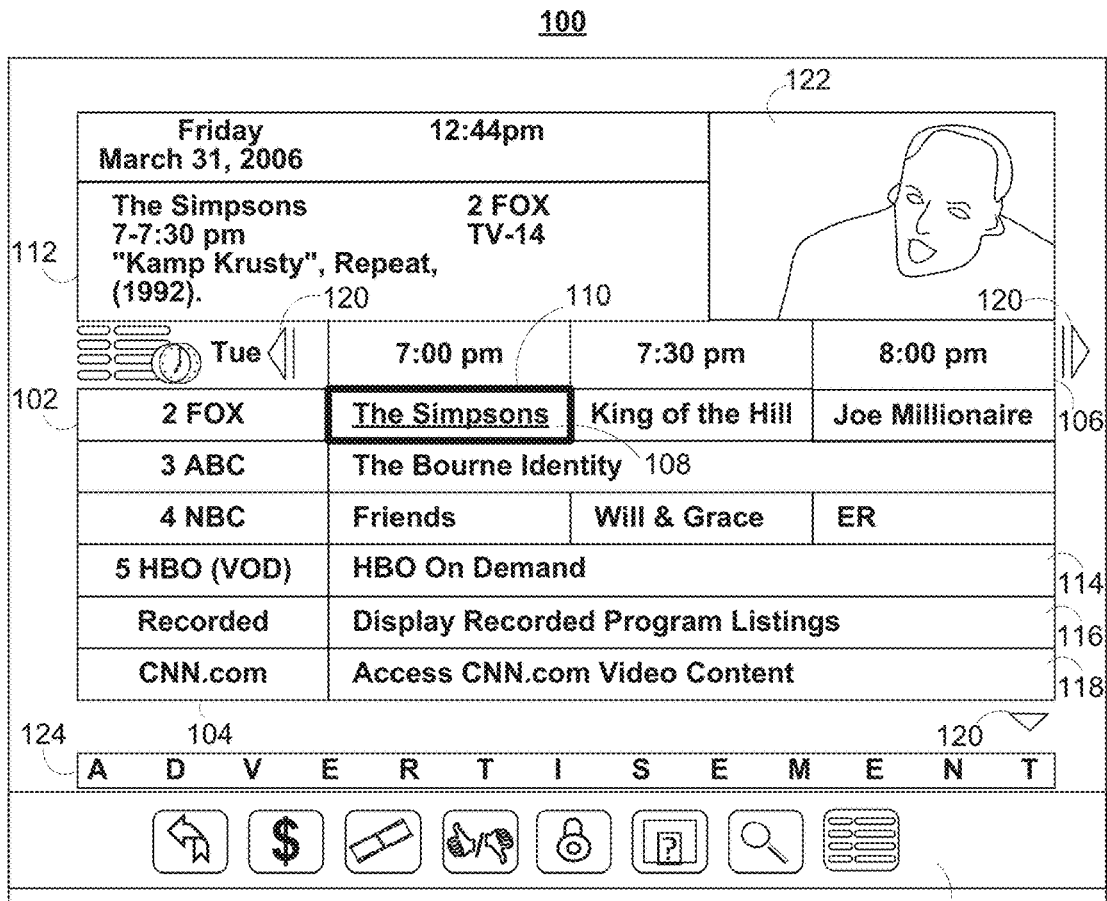 100
122
Friday 12:44pm
March 31, 2006
The Simpsons 2 FOX
7-7:30 pm TV-14
"Kamp Krusty", Repeat,
(1992).
112
120
110
120
Tue 7:00 pm 7:30 pm 8:00 pm
102
2 FOX The Simpsons King of the Hill Joe Millionaire
106
3 ABC The Bourne Identity 108
4 NBC Friends Will & Grace ER
5 HBO (VOD) HBO On Demand
114
Recorded Display Recorded Program Listings
116
CNN.com Access CNN.com Video Content
118
124
104
120
A D V E R T I S E M E N T
$
?